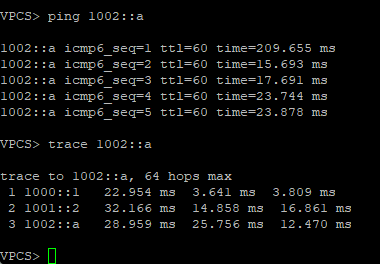 VPCS> ping 1002::a
1002::a icmp6_seq=1 ttl=60 time=209.655 ms
1002::a icmp6_seq=2 ttl=60 time=15.693 ms
1002::a icmp6_seq=3 ttl=60 time=17.691 ms
1002::a icmp6_seq=4 ttl=60 time=23.744 ms
1002::a icmp6_seq=5 ttl=60 time=23.878 ms
VPCS> trace 1002::a
trace to 1002::a, 64 hops max
1 1000::1 22.954 ms 3.641 ms 3.809 ms
2 1001::2 32.166 ms 14.858 ms 16.861 ms
3 1002::a 28.959 ms 25.756 ms 12.470 ms
VPCS>